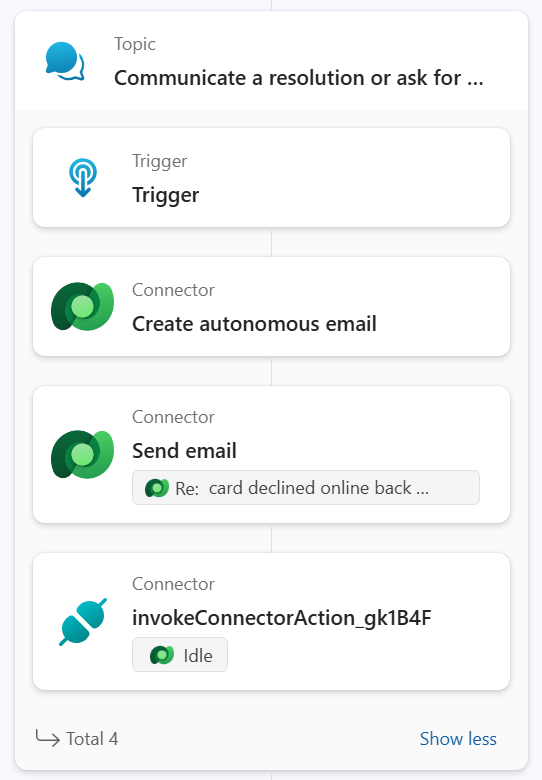 Topic
Communicate a resolution or ask for ...
Trigger
Trigger
Connector
Create autonomous email
Connector
Send email
Re: card declined online back ...
Connector
invokeConnectorAction_gk1B4F
Idle
Total 4
Show less